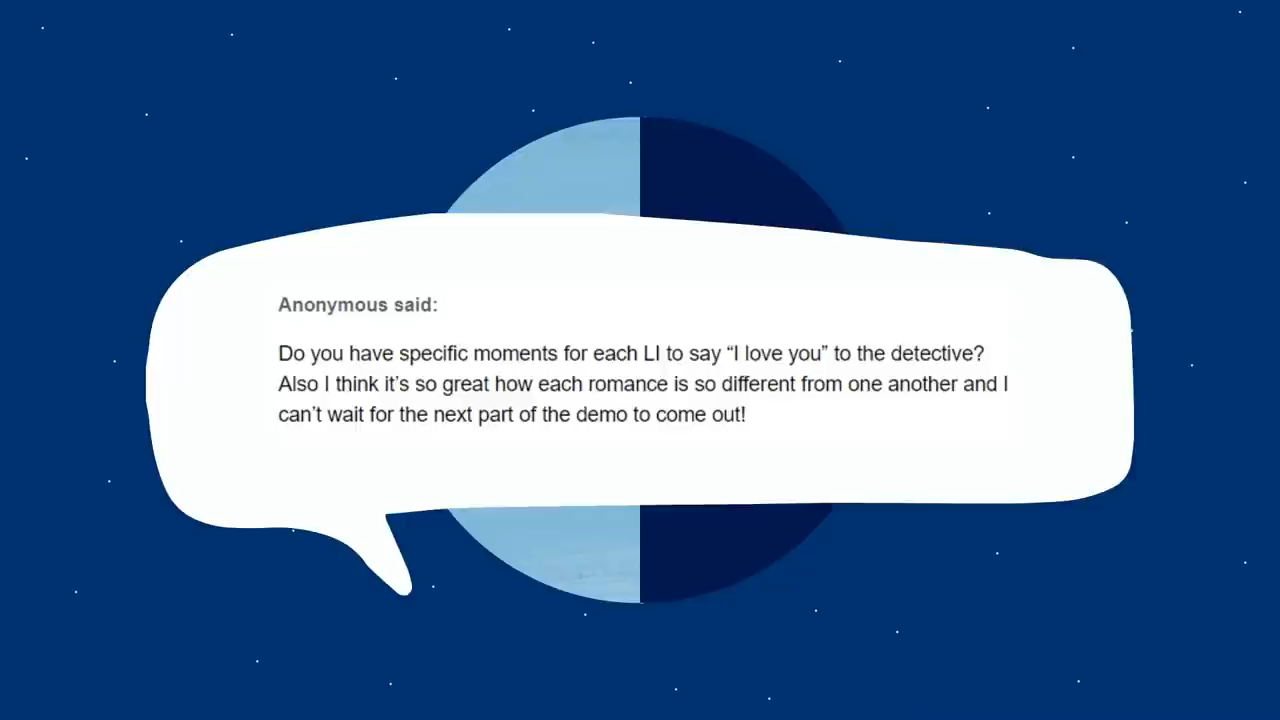 Anonymous said:
Do you have specific moments for each LI to say “I love you” to the detective?
Also I think it’s so great how each romance is so different from one another and I
can’t wait for the next part of the demo to come out!